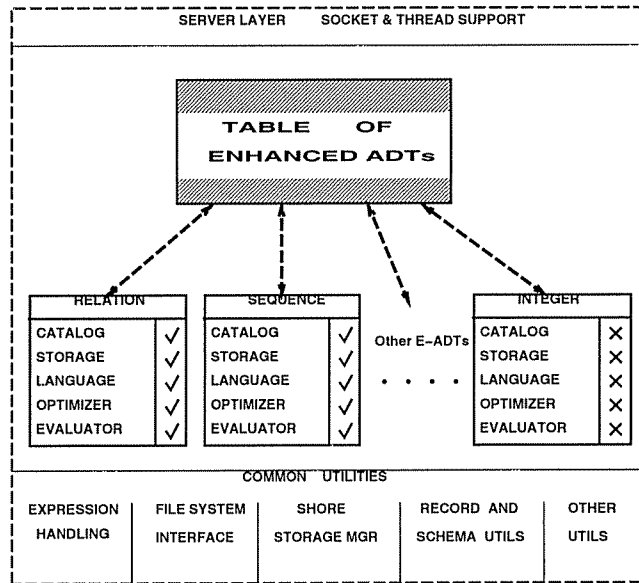 SERVER LAYER SOCKET & THREAD SUPPORT
TABLE OF
ENHANCED ADTs
RELATION
CATALOG
STORAGE
LANGUAGE
OPTIMIZER
EVALUATOR
SEQUENCE
CATALOG
STORAGE
LANGUAGE
OPTIMIZER
EVALUATOR
Other E-ADTs
. . . .
INTEGER
CATALOG
STORAGE
LANGUAGE
OPTIMIZER
EVALUATOR
COMMON UTILITIES
EXPRESSION
HANDLING
FILE SYSTEM
INTERFACE
SHORE
STORAGE MGR
RECORD AND
SCHEMA UTILS
OTHER
UTILS